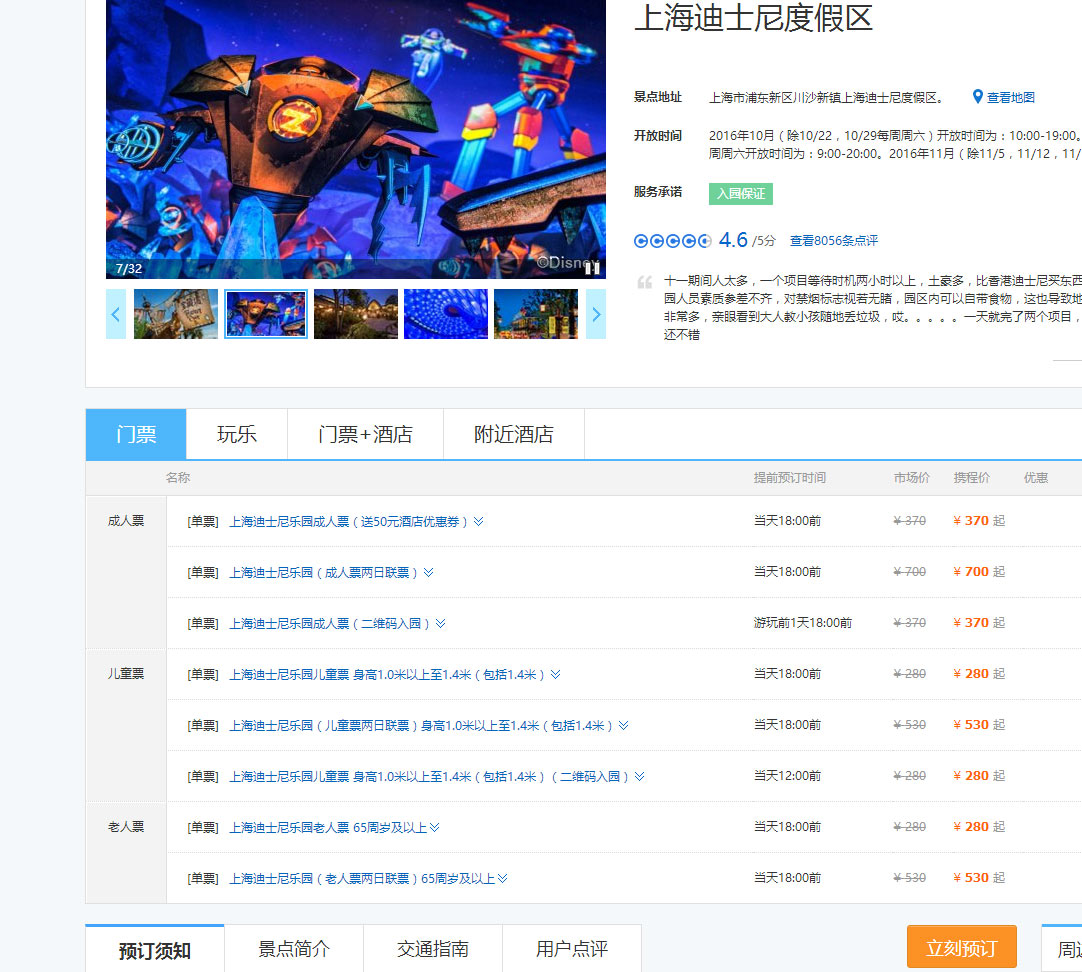 上海迪士尼度假区
景点地址 上海市浦东新区川沙新镇上海迪士尼度假区。 查看地图
开放时间 2016年10月（除10/22，10/29每周周六）开放时间为：10:00-19:00。
周周六开放时间为：9:00-20:00。2016年11月（除11/5，11/12，11/
服务承诺 入园保证
4.6 /5分 查看8056条点评
十一期间人太多，一个项目等待时机两小时以上，土豪多，比香港迪士尼买东西
园人员素质参差不齐，对禁烟标志视若无睹，园区内可以自带食物，这也导致地
非常多，亲眼看到大人教小孩随地丢垃圾，哎。。。。。一天就完了两个项目，
还不错
Z
7/32
©Disney
门票 玩乐 门票+酒店 附近酒店
名称 提前预订时间 市场价 携程价 优惠
成人票 [单票] 上海迪士尼乐园成人票（送50元酒店优惠券） 当天18:00前 ¥370 ¥370 起
[单票] 上海迪士尼乐园（成人票两日联票） 当天18:00前 ¥700 ¥700 起
[单票] 上海迪士尼乐园成人票（二维码入园） 游玩前1天18:00前 ¥370 ¥370 起
儿童票 [单票] 上海迪士尼乐园儿童票 身高1.0米以上至1.4米（包括1.4米） 当天18:00前 ¥280 ¥280 起
[单票] 上海迪士尼乐园（儿童票两日联票）身高1.0米以上至1.4米（包括1.4米） 当天18:00前 ¥530 ¥530 起
[单票] 上海迪士尼乐园儿童票 身高1.0米以上至1.4米（包括1.4米）（二维码入园） 当天12:00前 ¥280 ¥280 起
老人票 [单票] 上海迪士尼乐园老人票 65周岁及以上 当天18:00前 ¥280 ¥280 起
[单票] 上海迪士尼乐园（老人票两日联票）65周岁及以上 当天18:00前 ¥530 ¥530 起
预订须知 景点简介 交通指南 用户点评 立刻预订 周边